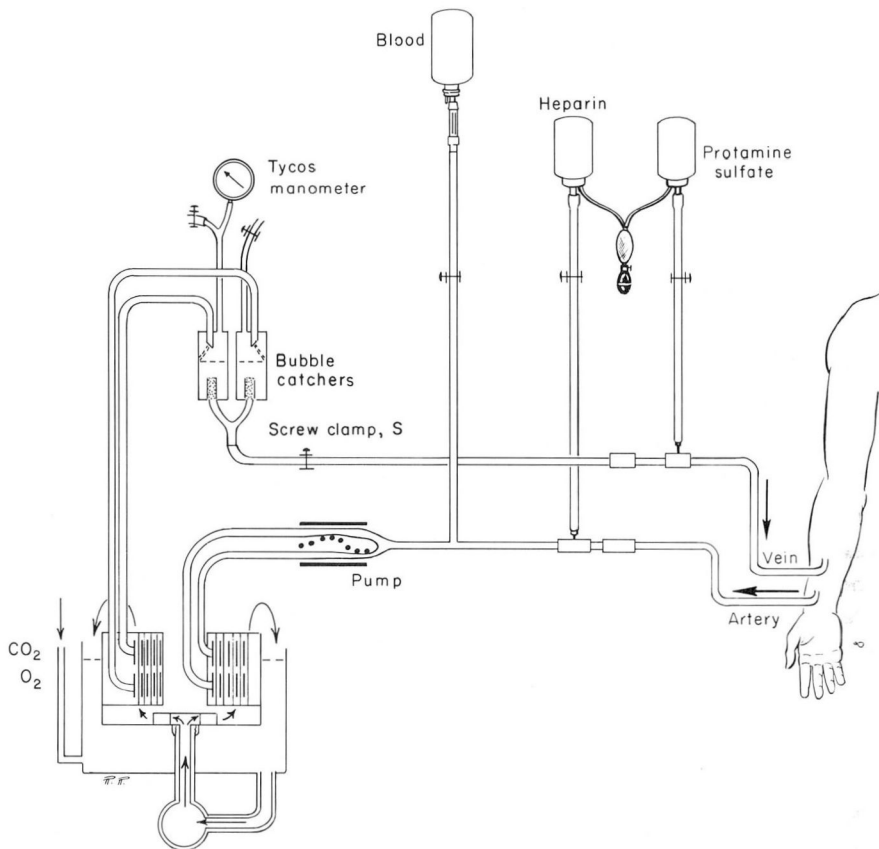 Blood
Heparin
Protamine
sulfate
Tycos
manometer
Bubble
catchers
Screw clamp, S
Pump
Vein
Artery
CO₂
O₂